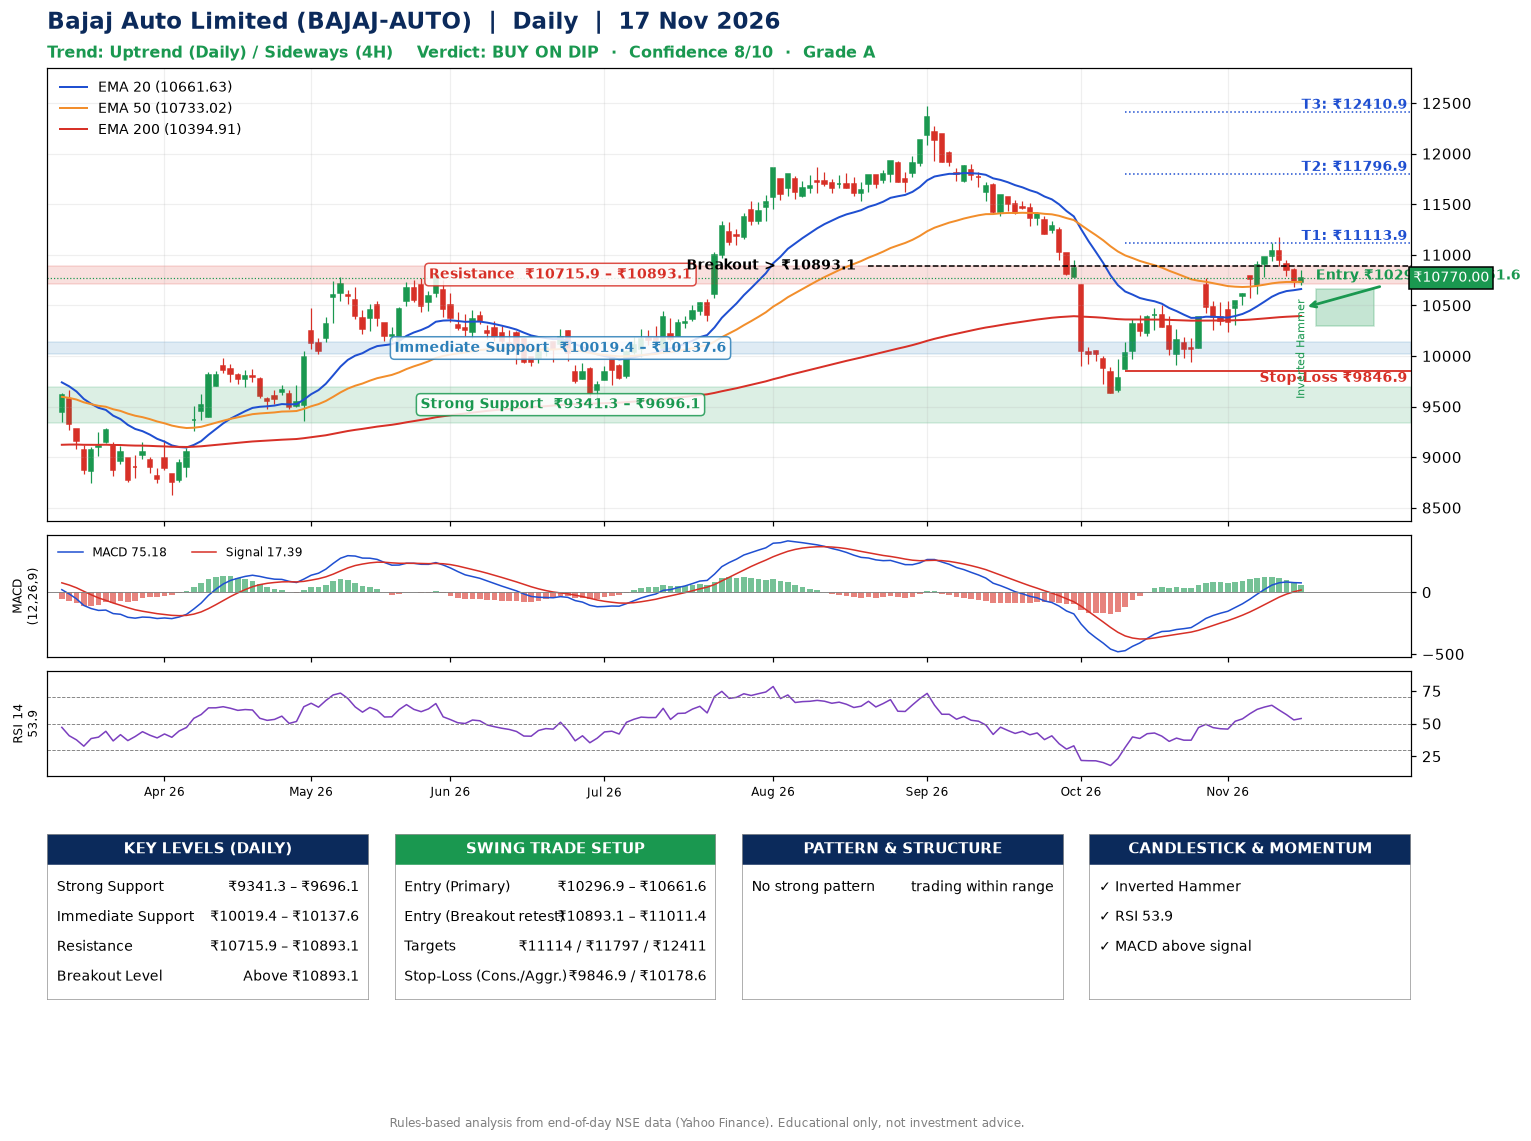 Bajaj Auto Limited (BAJAJ-AUTO)  |  Daily  |  17 Nov 2026
Trend: Uptrend (Daily) / Sideways (4H)    Verdict: BUY ON DIP  ·  Confidence 8/10  ·  Grade A
EMA 20 (10661.63)
EMA 50 (10733.02)
EMA 200 (10394.91)
T3: ₹12410.9
T2: ₹11796.9
T1: ₹11113.9
Breakout > ₹10893.1
Resistance  ₹10715.9 – ₹10893.1
Immediate Support  ₹10019.4 – ₹10137.6
Strong Support  ₹9341.3 – ₹9696.1
₹10770.00
Inverted Hammer
Stop-Loss ₹9846.9
12500
12000
11500
11000
10500
10000
9500
9000
8500
MACD 75.18
Signal 17.39
MACD
(12,26,9)
0
−500
RSI 14
53.9
75
50
25
Apr 26
May 26
Jun 26
Jul 26
Aug 26
Sep 26
Oct 26
Nov 26
KEY LEVELS (DAILY)
Strong Support ₹9341.3 – ₹9696.1
Immediate Support ₹10019.4 – ₹10137.6
Resistance ₹10715.9 – ₹10893.1
Breakout Level Above ₹10893.1
SWING TRADE SETUP
Entry (Primary) ₹10296.9 – ₹10661.6
Entry (Breakout retest) ₹10893.1 – ₹11011.4
Targets ₹11114 / ₹11797 / ₹12411
Stop-Loss (Cons./Aggr.) ₹9846.9 / ₹10178.6
PATTERN & STRUCTURE
No strong pattern trading within range
CANDLESTICK & MOMENTUM
✓ Inverted Hammer
✓ RSI 53.9
✓ MACD above signal
Rules-based analysis from end-of-day NSE data (Yahoo Finance). Educational only, not investment advice.